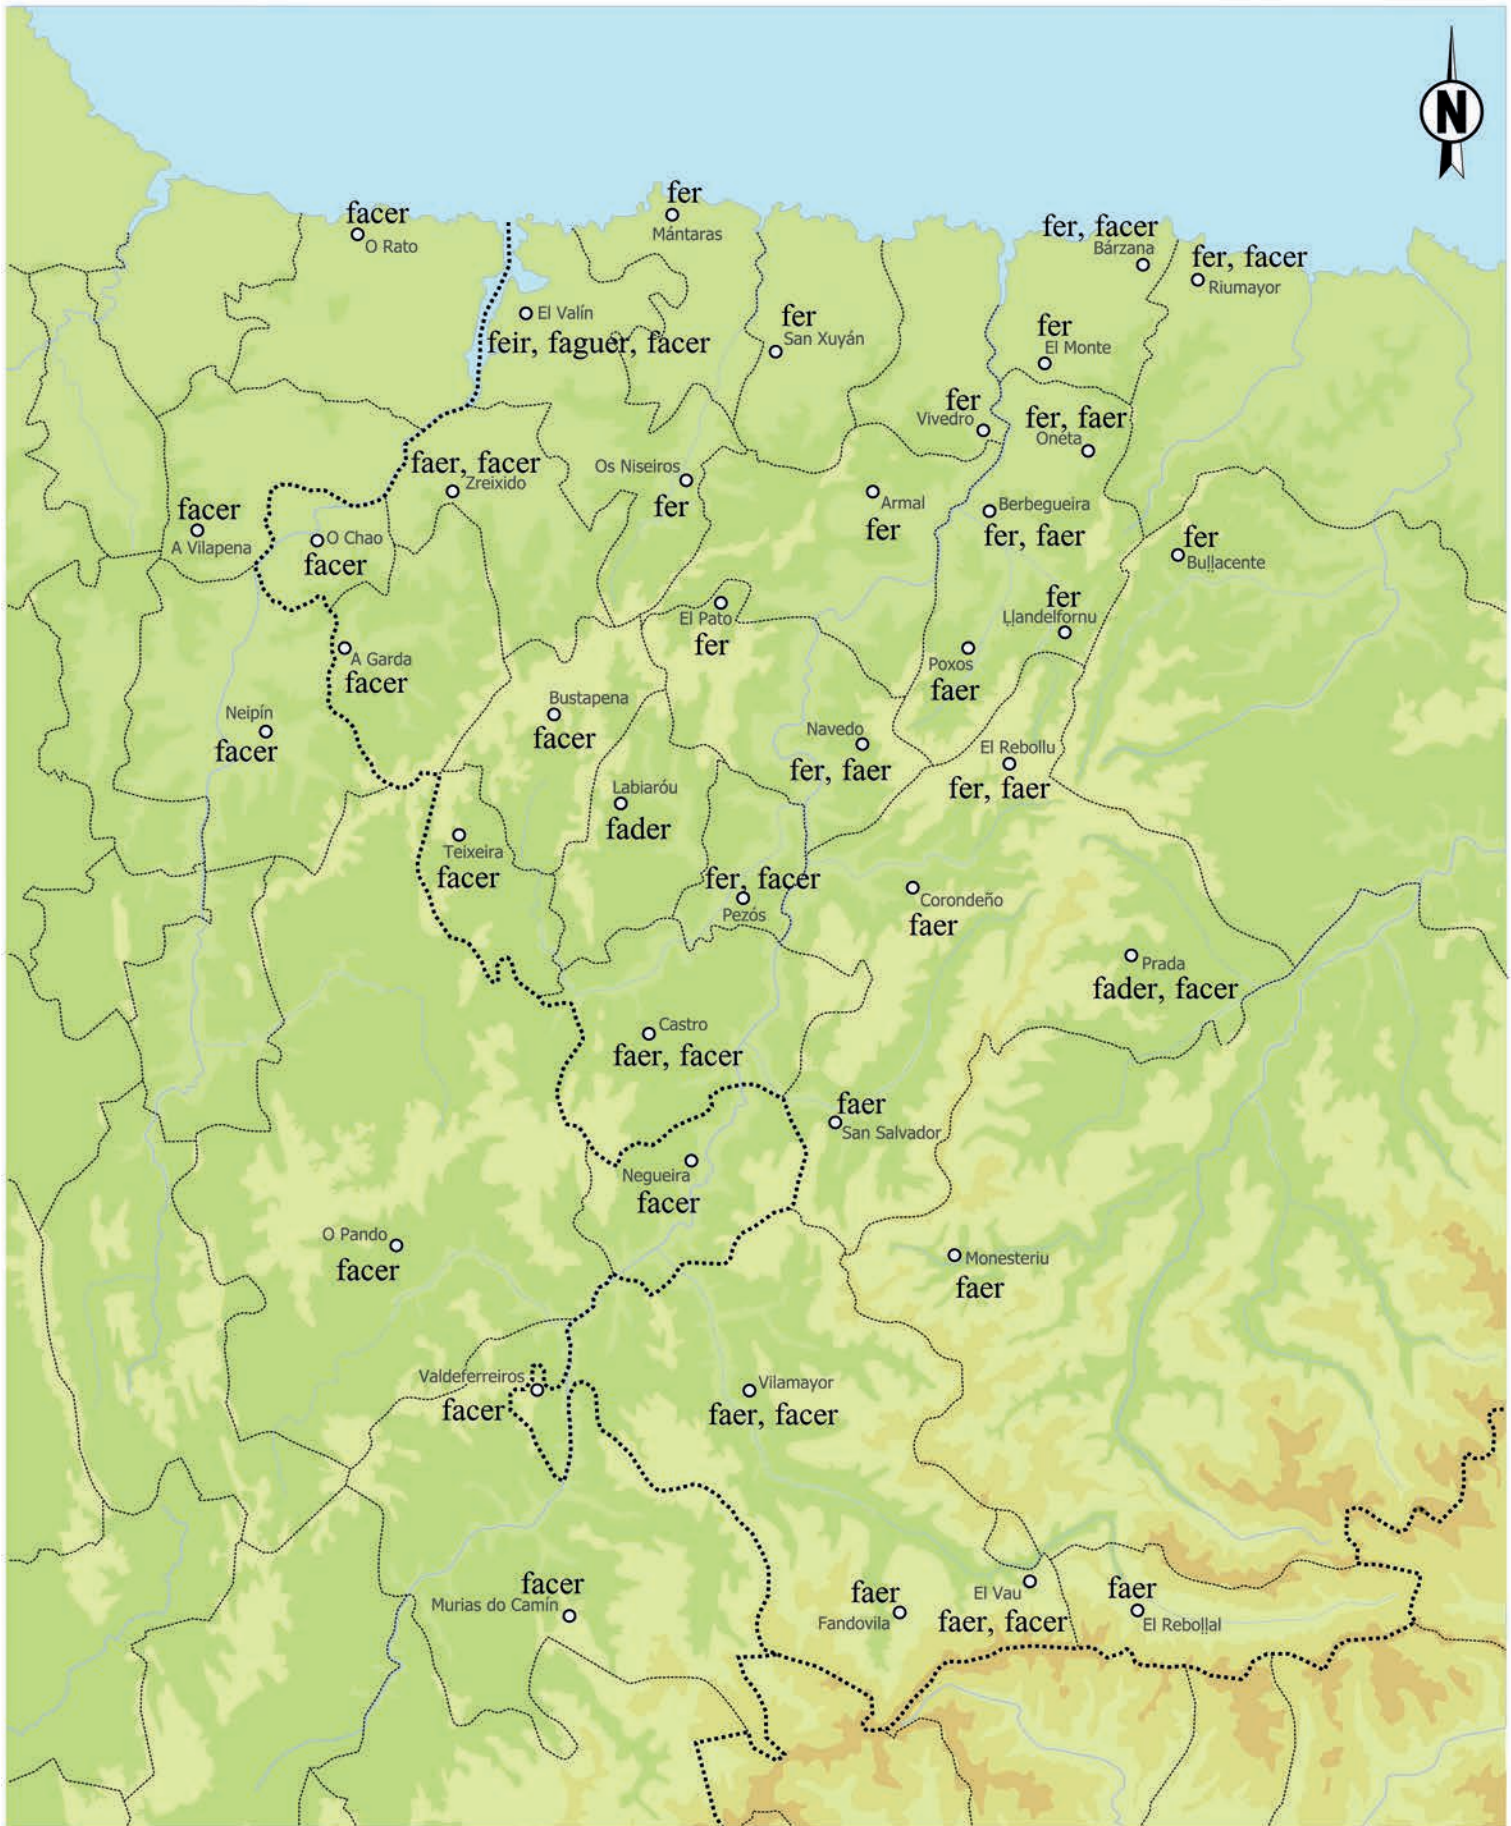 N
fer
Mántaras
facer
O Rato
fer, facer
Bárzana
fer, facer
Riumayor
El Valín
feir, faguer, facer
fer
San Xuyán
fer
El Monte
fer
Vivedro
fer, faer
Oneta
faer, facer
Zreixido
Os Niseiros
fer
Armal
fer
Berbegueira
fer, faer
facer
A Vilapena
O Chao
facer
fer
Buḷḷacente
El Pato
fer
fer
Ḷḷandelfornu
A Garda
facer
Poxos
faer
Bustapena
facer
Neipín
facer
Navedo
fer, faer
El Rebollu
fer, faer
Labiaróu
fader
Teixeira
facer
fer, facer
Pezós
Corondeño
faer
Prada
fader, facer
Castro
faer, facer
faer
San Salvador
Negueira
facer
O Pando
facer
Monesteriu
faer
Valdeferreiros
facer
Vilamayor
faer, facer
facer
Murias do Camín
faer
Fandovila
El Vau
faer, facer
faer
El Reboḷḷal